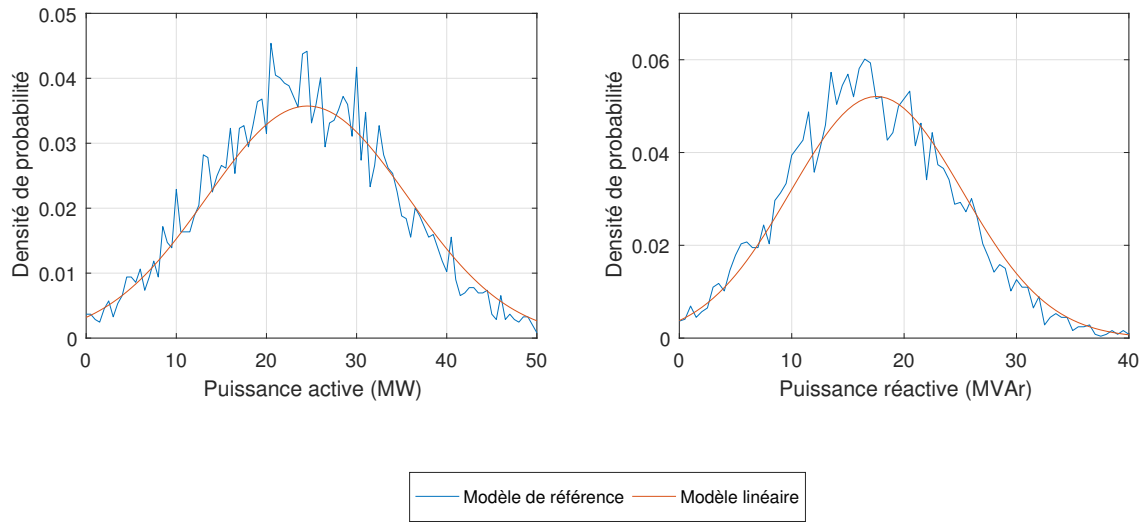 0.05
0.04
0.03
0.02
0.01
0
Densité de probabilité
0 10 20 30 40 50
Puissance active (MW)
0.06
0.04
0.02
0
Densité de probabilité
0 10 20 30 40
Puissance réactive (MVAr)
Modèle de référence Modèle linéaire